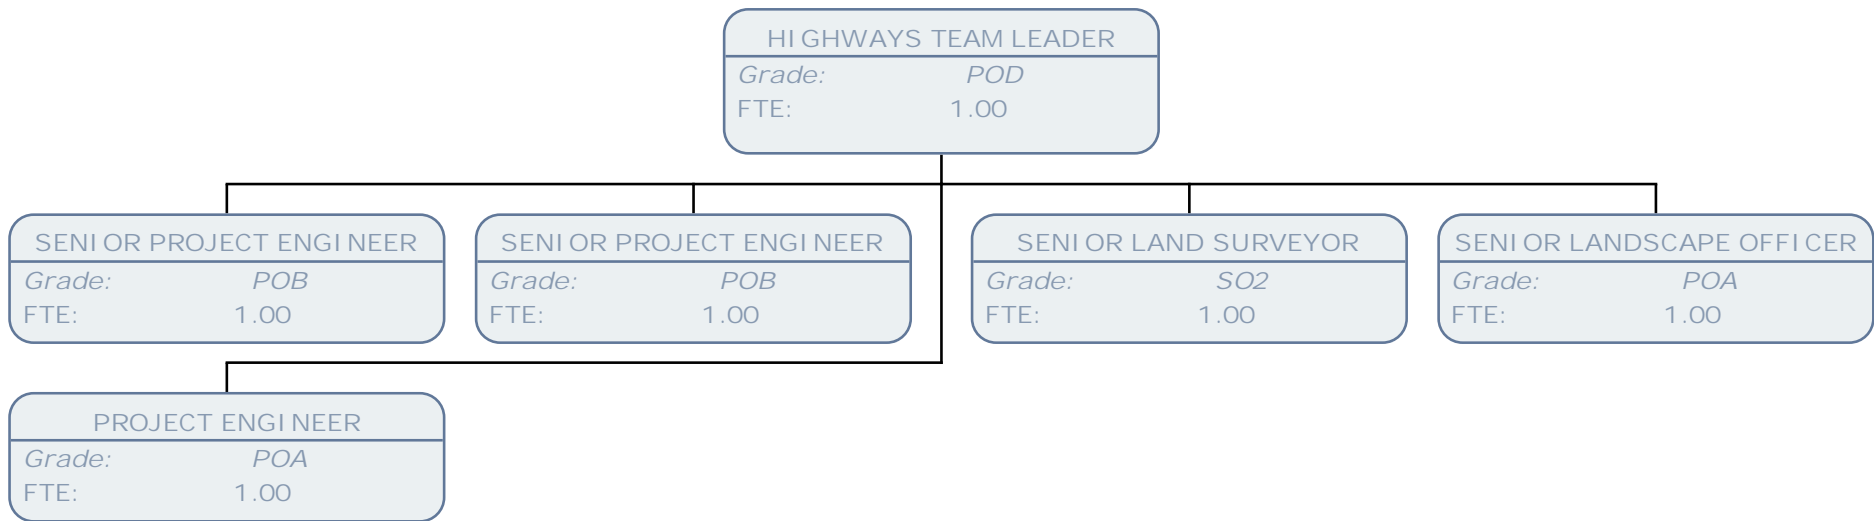 HIGHWAYS TEAM LEADER
Grade: POD
FTE: 1.00
SENIOR PROJECT ENGINEER
Grade: POB
FTE: 1.00
SENIOR PROJECT ENGINEER
Grade: POB
FTE: 1.00
SENIOR LAND SURVEYOR
Grade: SO2
FTE: 1.00
SENIOR LANDSCAPE OFFICER
Grade: POA
FTE: 1.00
PROJECT ENGINEER
Grade: POA
FTE: 1.00